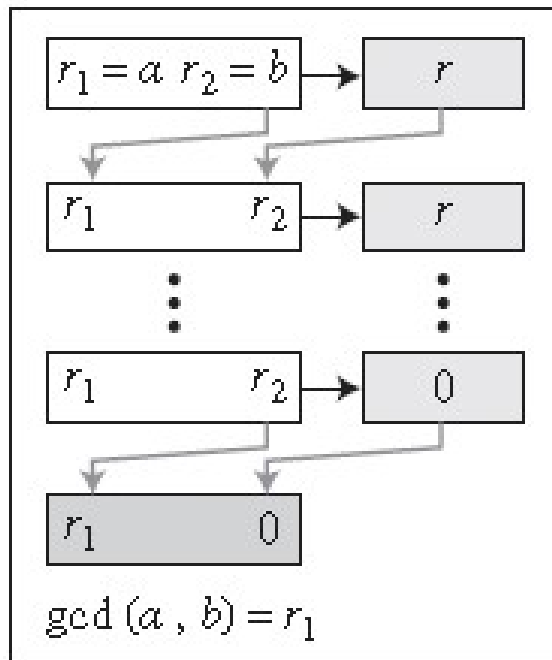 r₁ = a r₂ = b r
r₁ r₂ r
r₁ r₂ 0
r₁ 0
gcd (a , b) = r₁